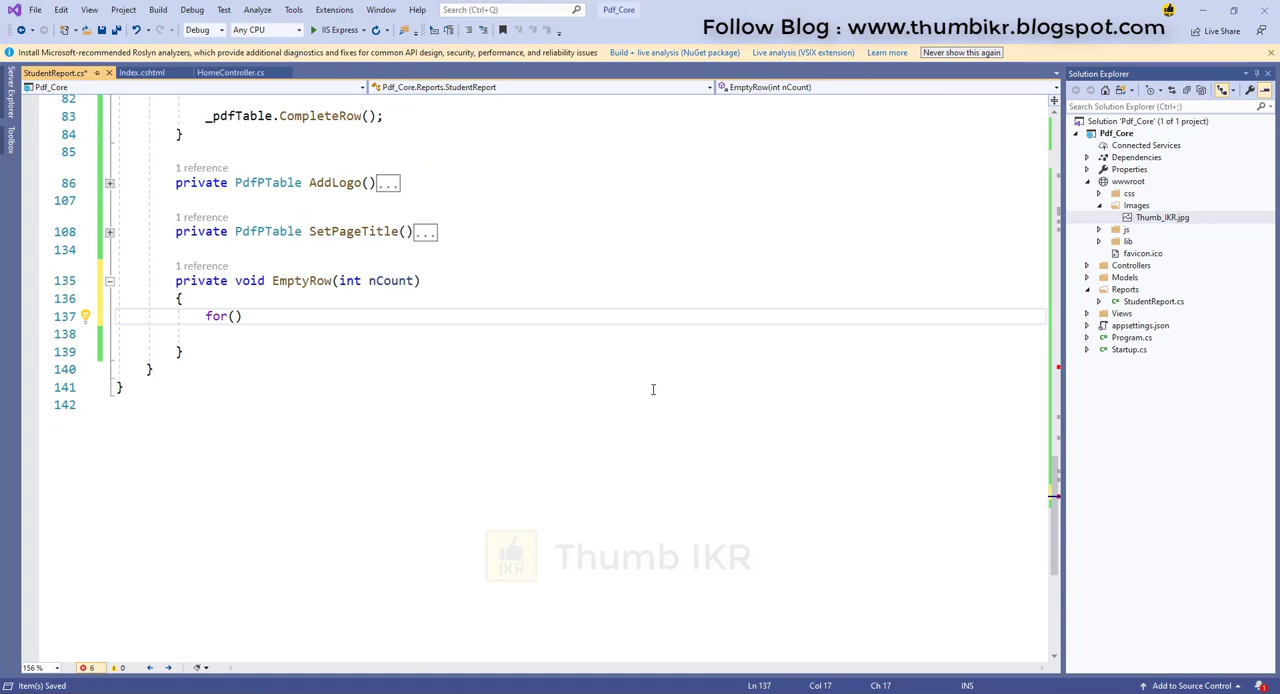 File Edit View Project Build Debug Test Analyze Tools Extensions Window Help Search (Ctrl+Q) Pdf_Core
Follow Blog : www.thumbikr.blogspot.com
Debug Any CPU IIS Express Live Share
Install Microsoft-recommended Roslyn analyzers, which provide additional diagnostics and fixes for common API design, security, performance, and reliability issues Build + live analysis (NuGet package) Live analysis (VSIX extension) Learn more Never show this again
Server Explorer
Toolbox
StudentReport.cs* Index.cshtml HomeController.cs
Pdf_Core Pdf_Core.Reports.StudentReport EmptyRow(int nCount)
82
83 _pdfTable.CompleteRow();
84 }
85
1 reference
86 private PdfPTable AddLogo()...
107
1 reference
108 private PdfPTable SetPageTitle()...
134
1 reference
135 private void EmptyRow(int nCount)
136 {
137 for()
138
139 }
140 }
141 }
142
IKR
Thumb IKR
156 % 6 0
Item(s) Saved Ln 137 Col 17 Ch 17 INS Add to Source Control 1
Solution Explorer
Search Solution Explorer (Ctrl+;)
Solution 'Pdf_Core' (1 of 1 project)
Pdf_Core
Connected Services
Dependencies
Properties
wwwroot
css
Images
Thumb_IKR.jpg
js
lib
favicon.ico
Controllers
Models
Reports
StudentReport.cs
Views
appsettings.json
Program.cs
Startup.cs